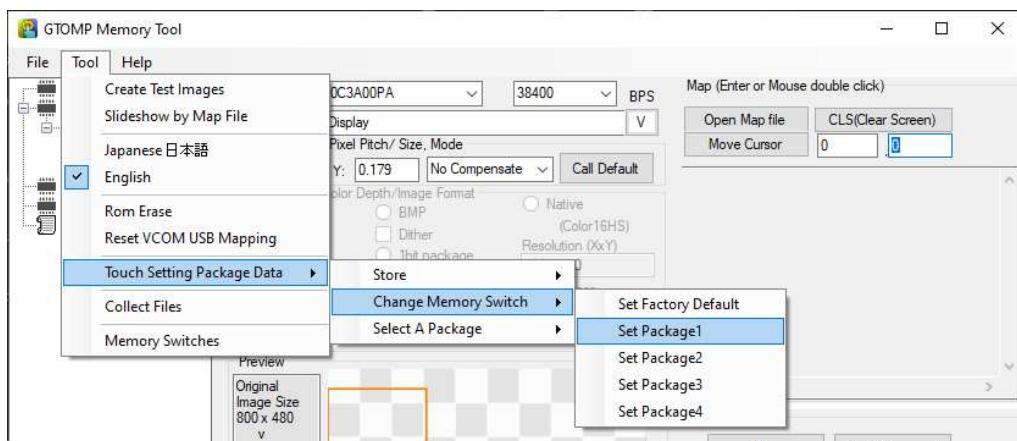 GTOMP Memory Tool
File Tool Help
Create Test Images
Slideshow by Map File
Japanese 日本語
English
Rom Erase
Reset VCOM USB Mapping
Touch Setting Package Data
Collect Files
Memory Switches
0C3A00PA
38400
BPS
Display
V
Pixel Pitch/ Size, Mode
Y: 0.179
No Compensate
Call Default
Color Depth/Image Format
BMP
Native
(Color16HS)
Dither
Resolution (XxY)
1bit package
Store
Change Memory Switch
Select A Package
Set Factory Default
Set Package1
Set Package2
Set Package3
Set Package4
Map (Enter or Mouse double click)
Open Map file
CLS(Clear Screen)
Move Cursor
0
,
0
Preview
Original
Image Size
800 x 480
v